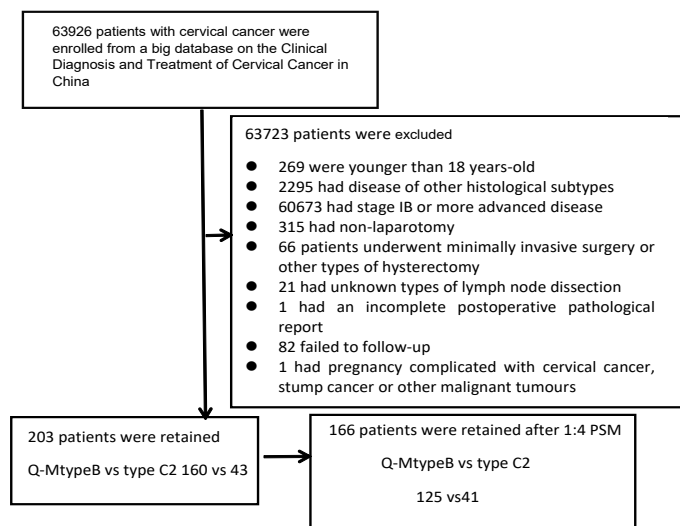 63926 patients with cervical cancer were
enrolled from a big database on the Clinical
Diagnosis and Treatment of Cervical Cancer in
China
63723 patients were excluded
● 269 were younger than 18 years-old
● 2295 had disease of other histological subtypes
● 60673 had stage IB or more advanced disease
● 315 had non-laparotomy
● 66 patients underwent minimally invasive surgery or
other types of hysterectomy
● 21 had unknown types of lymph node dissection
● 1 had an incomplete postoperative pathological
report
● 82 failed to follow-up
● 1 had pregnancy complicated with cervical cancer,
stump cancer or other malignant tumours
203 patients were retained
Q-MtypeB vs type C2 160 vs 43
166 patients were retained after 1:4 PSM
Q-MtypeB vs type C2
125 vs41